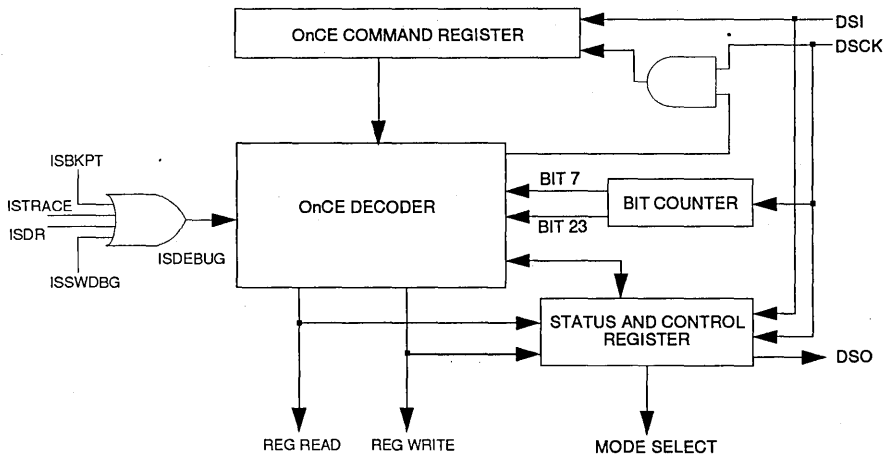 OnCE COMMAND REGISTER
DSI
DSCK
ISBKPT
ISTRACE
ISDR
ISSWDBG
ISDEBUG
OnCE DECODER
BIT 7
BIT 23
BIT COUNTER
STATUS AND CONTROL
REGISTER
DSO
REG READ
REG WRITE
MODE SELECT